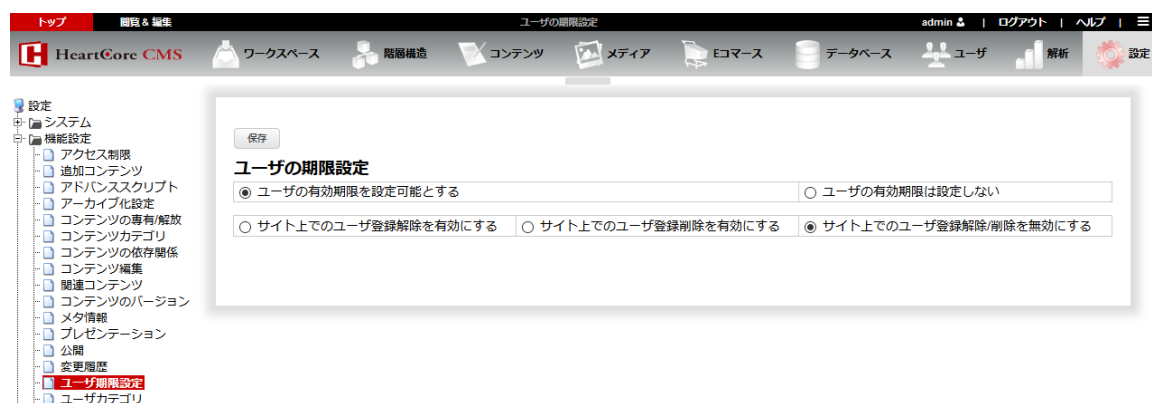 トップ 閲覧 & 編集 ユーザの期限設定 admin | ログアウト | ヘルプ |
HeartCore CMS ワークスペース 階層構造 コンテンツ メディア Eコマース データベース ユーザ 解析 設定
設定
システム
機能設定
アクセス制限
追加コンテンツ
アドバンススクリプト
アーカイブ化設定
コンテンツの専有/解放
コンテンツカテゴリ
コンテンツの依存関係
コンテンツ編集
関連コンテンツ
コンテンツのバージョン
メタ情報
プレゼンテーション
公開
変更履歴
ユーザ期限設定
ユーザカテゴリ
保存
ユーザの期限設定
ユーザの有効期限を設定可能とする ユーザの有効期限は設定しない
サイト上でのユーザ登録解除を有効にする サイト上でのユーザ登録削除を有効にする サイト上でのユーザ登録解除/削除を無効にする